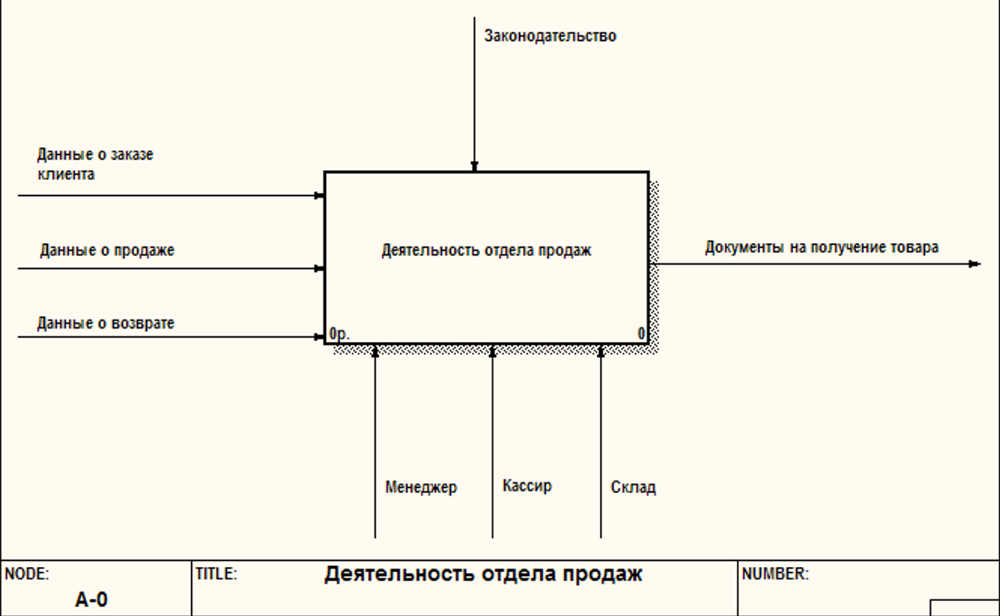 Законодательство
Данные о заказе
клиента
Данные о продаже
Деятельность отдела продаж
Документы на получение товара
Данные о возврате
0р.
0
Менеджер
Кассир
Склад
NODE:
A-0
TITLE:
Деятельность отдела продаж
NUMBER: